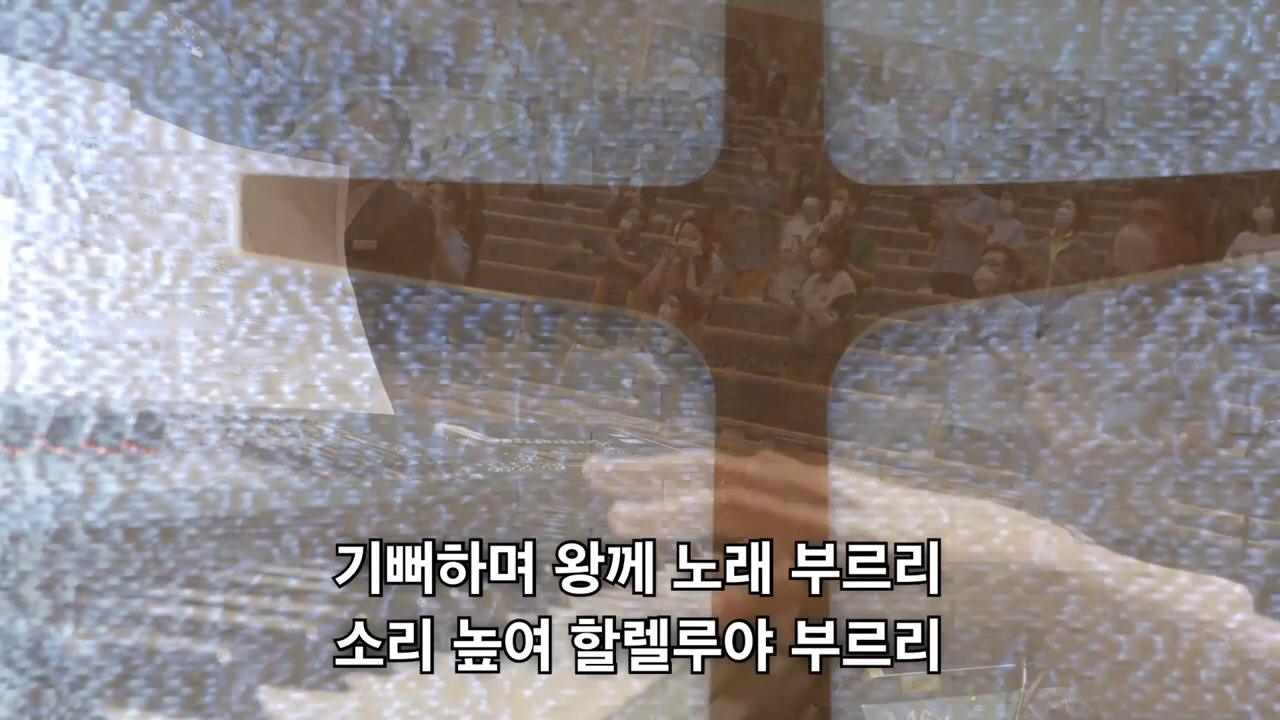 기뻐하며 왕께 노래 부르리
소리 높여 할렐루야 부르리